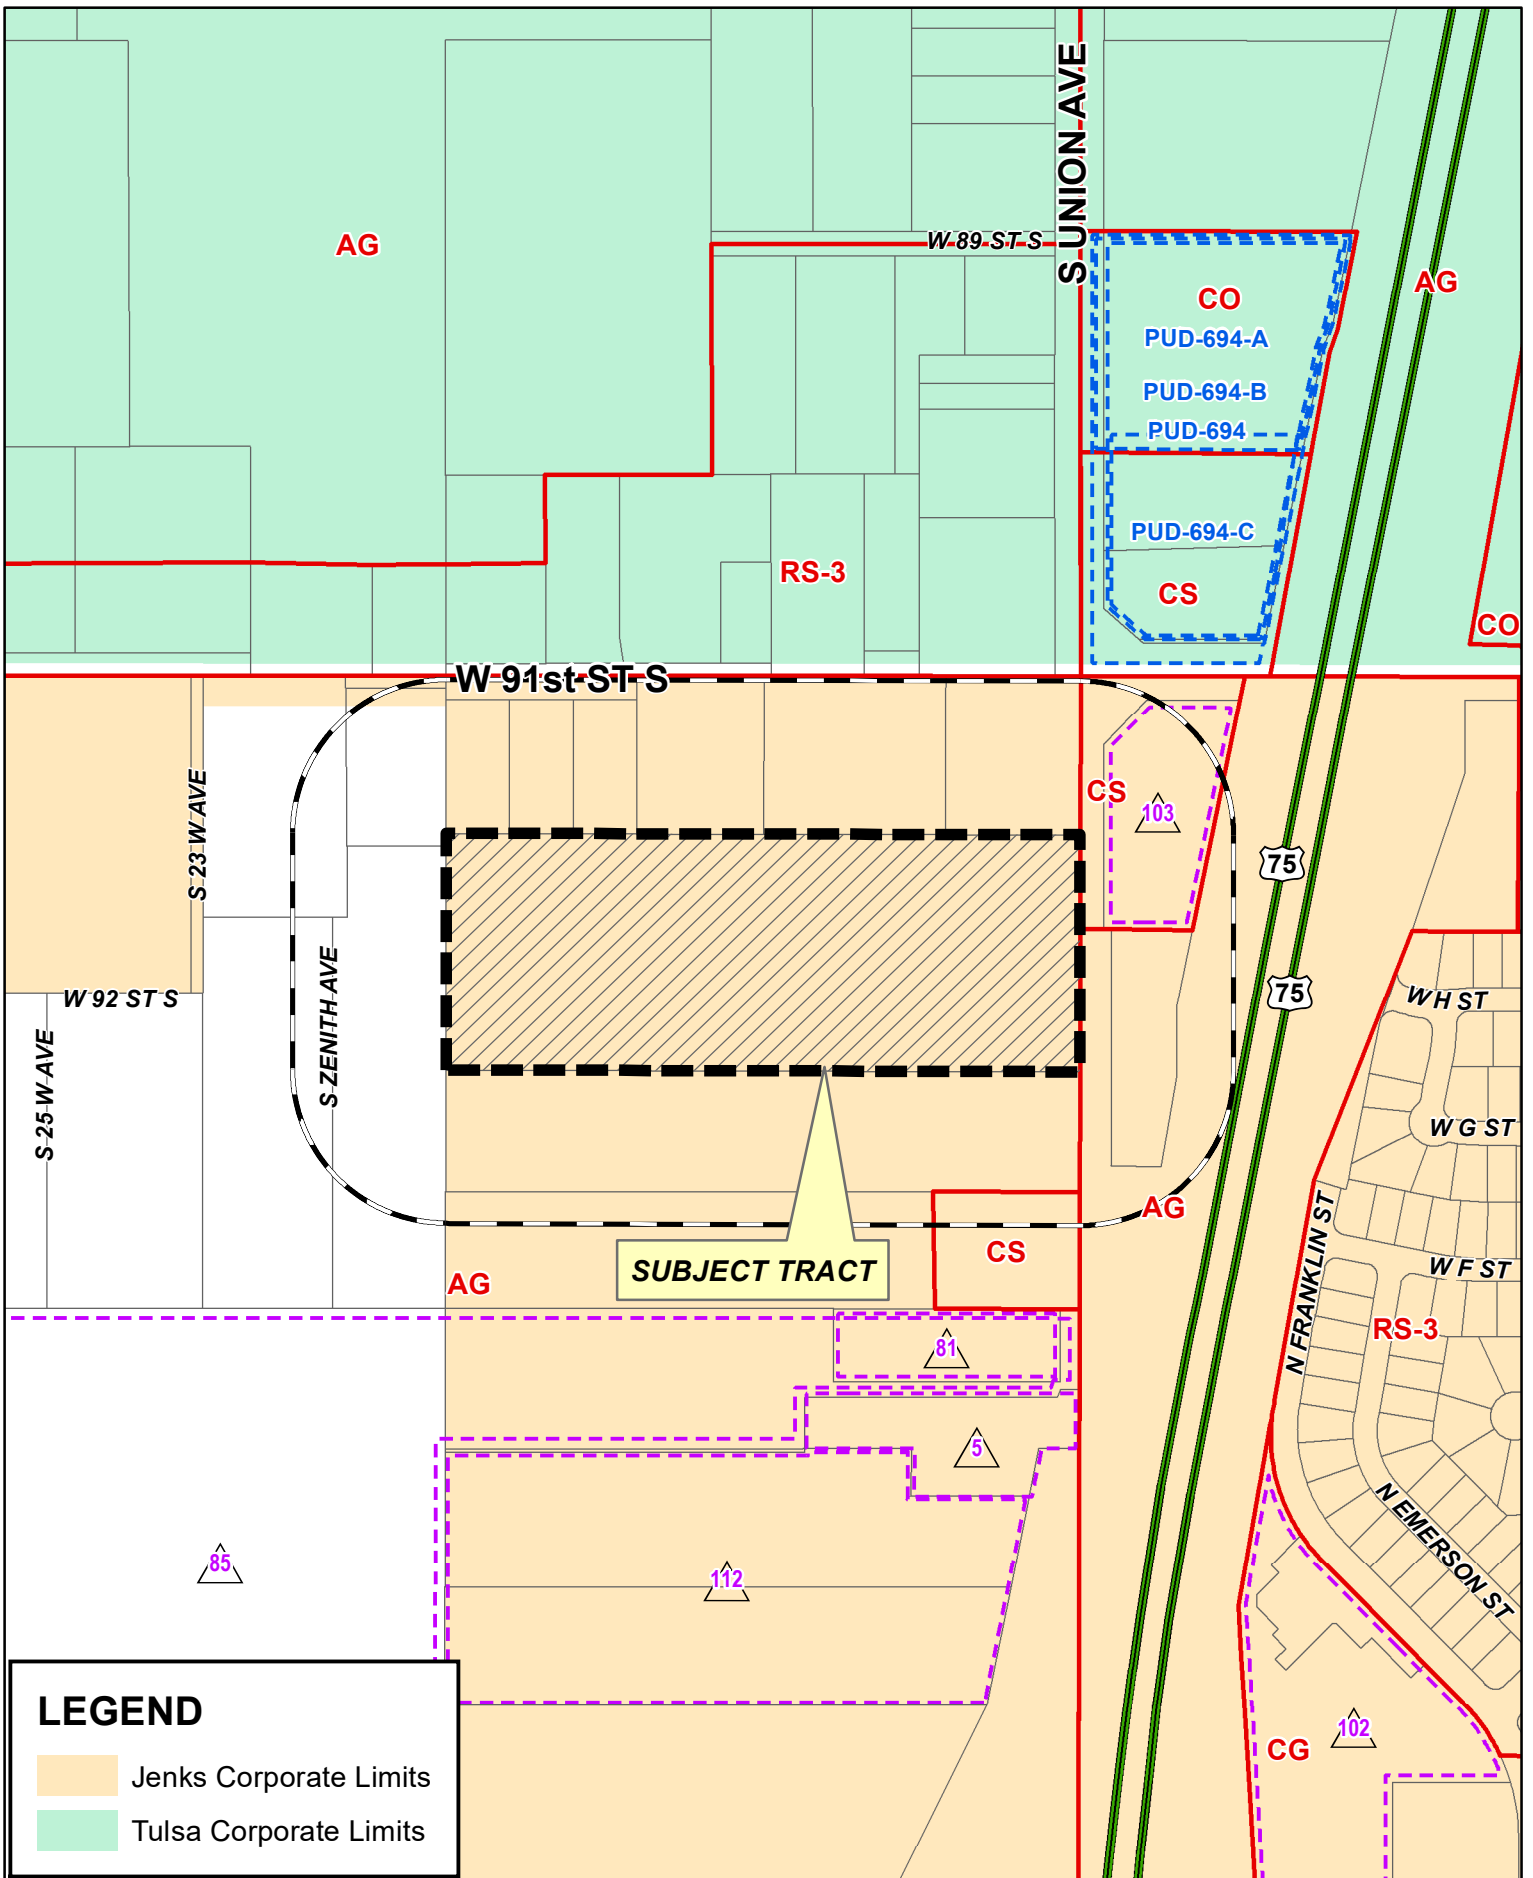 S UNION AVE
AG
W 89 ST S
AG
CO
PUD-694-A
PUD-694-B
PUD-694
PUD-694-C
RS-3
CS
CO
W 91st ST S
CS
103
S 23 W AVE
75
S ZENITH AVE
W 92 ST S
75
W H ST
S 25 W AVE
W G ST
AG
N FRANKLIN ST
CS
SUBJECT TRACT
AG
W F ST
RS-3
81
5
N EMERSON ST
85
112
102
CG
LEGEND
Jenks Corporate Limits
Tulsa Corporate Limits